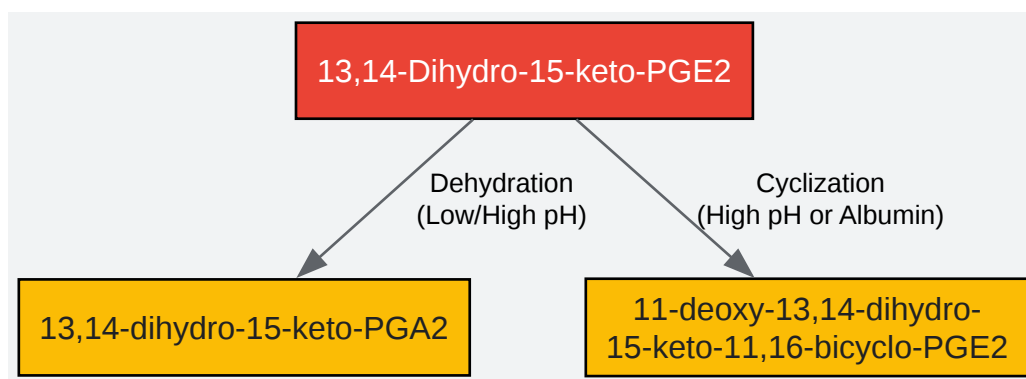 13,14-Dihydro-15-keto-PGE2
Dehydration
(Low/High pH)
Cyclization
(High pH or Albumin)
13,14-dihydro-15-keto-PGA2
11-deoxy-13,14-dihydro-
15-keto-11,16-bicyclo-PGE2